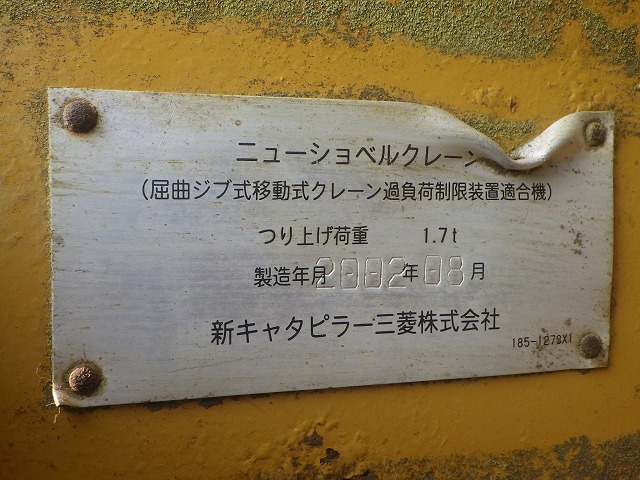 ニューショベルクレーン
(屈曲ジブ式移動式クレーン過負荷制限装置適合機)
つり上げ荷重 1.7t
製造年月 2002年 08月
新キャタピラー三菱株式会社
185-1279X1